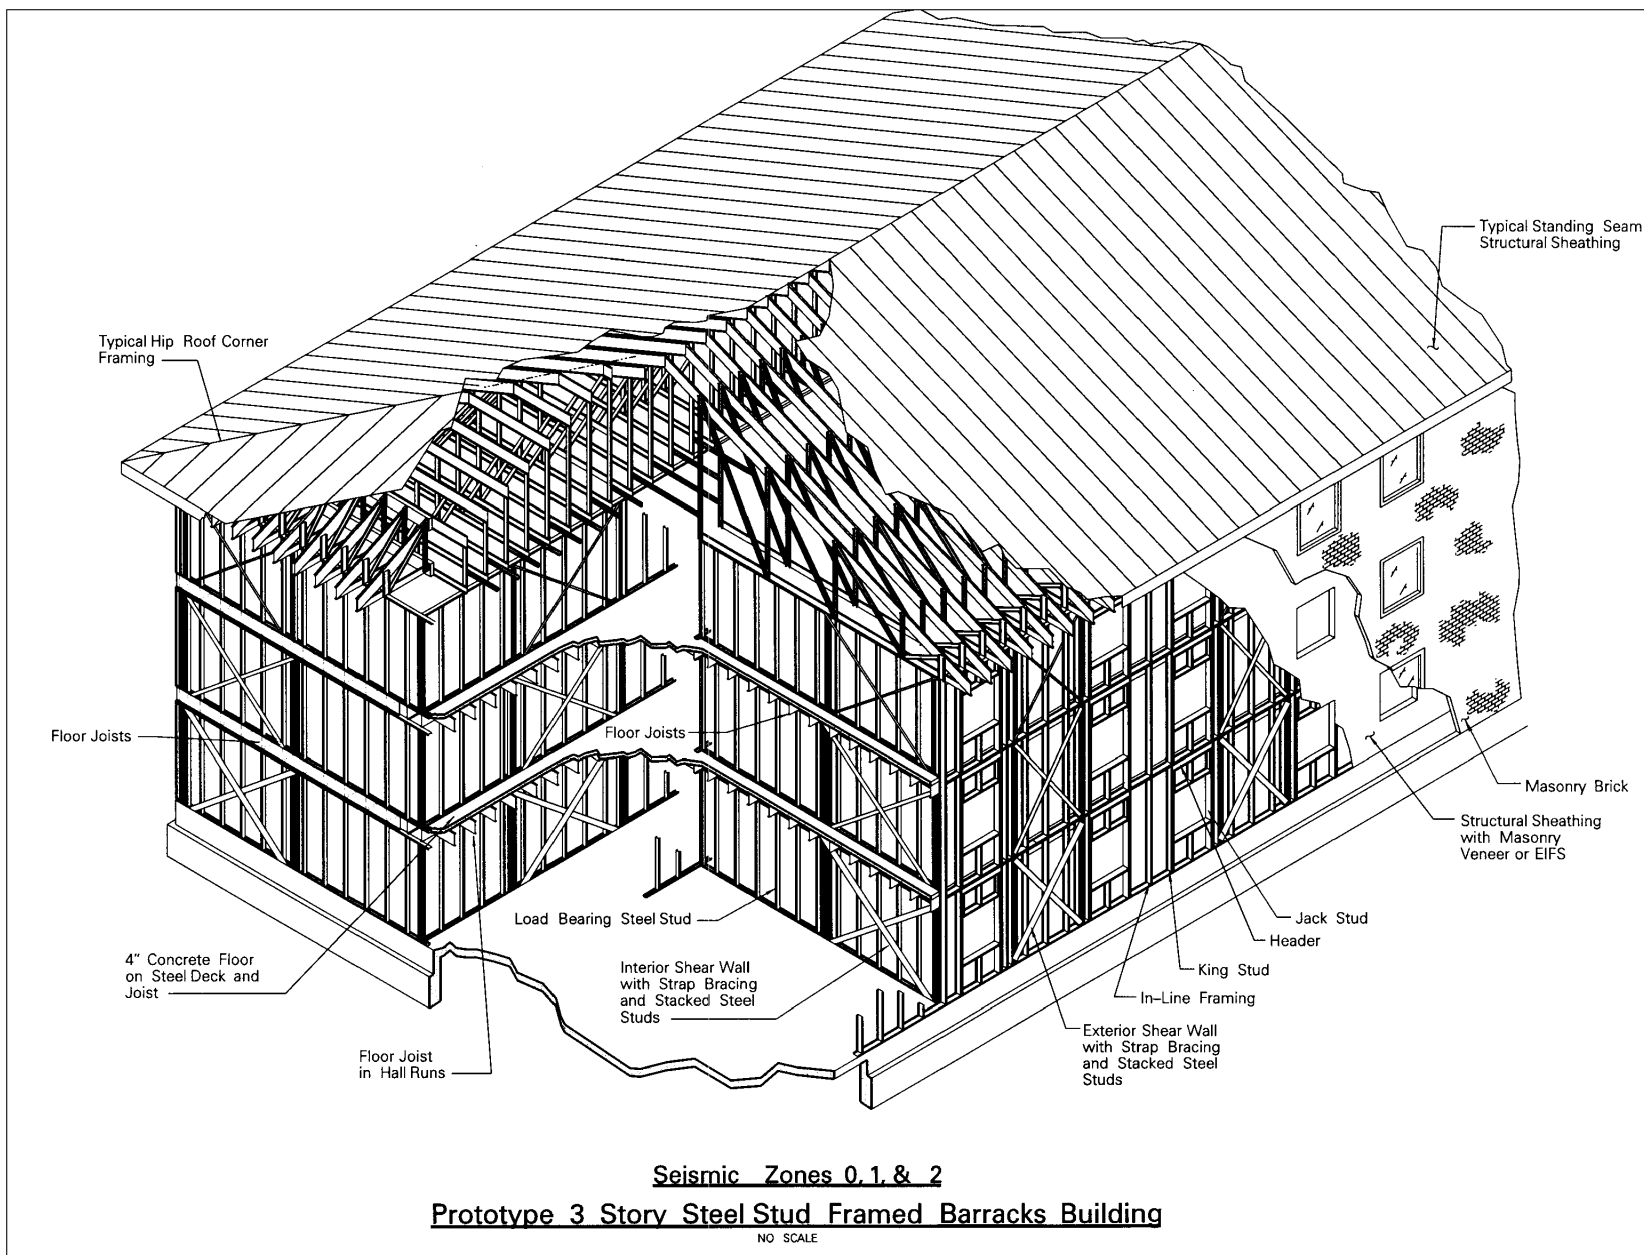 Typical Standing Seam
Structural Sheathing
Typical Hip Roof Corner
Framing
Floor Joists
Floor Joists
Masonry Brick
Structural Sheathing
with Masonry
Veneer or EIFS
Load Bearing Steel Stud
Jack Stud
Header
4" Concrete Floor
on Steel Deck and
Joist
Interior Shear Wall
with Strap Bracing
and Stacked Steel
Studs
King Stud
In-Line Framing
Exterior Shear Wall
with Strap Bracing
and Stacked Steel
Studs
Floor Joist
in Hall Runs
Seismic Zones 0, 1, & 2
Prototype 3 Story Steel Stud Framed Barracks Building
NO SCALE